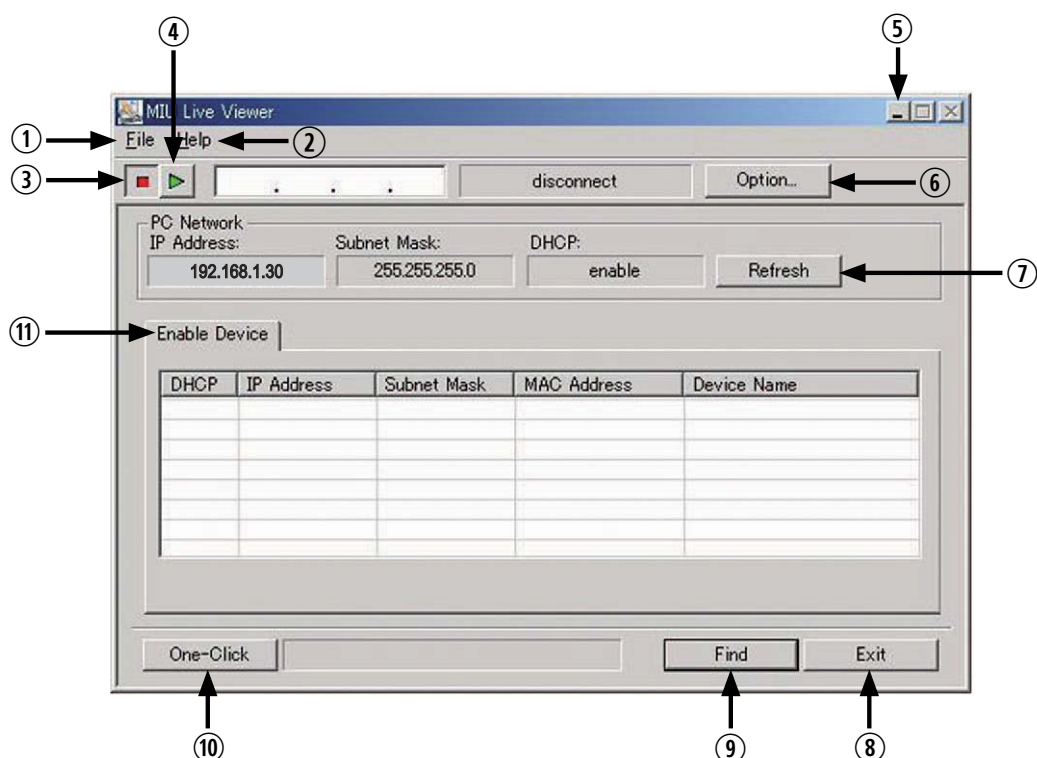 ④ ⑤
MIU Live Viewer
① File Help ②
③ . . . disconnect Option... ⑥
PC Network
IP Address: Subnet Mask: DHCP:
192.168.1.30 255.255.255.0 enable Refresh ⑦
⑪ Enable Device
DHCP IP Address Subnet Mask MAC Address Device Name
One-Click Find Exit
⑩ ⑨ ⑧